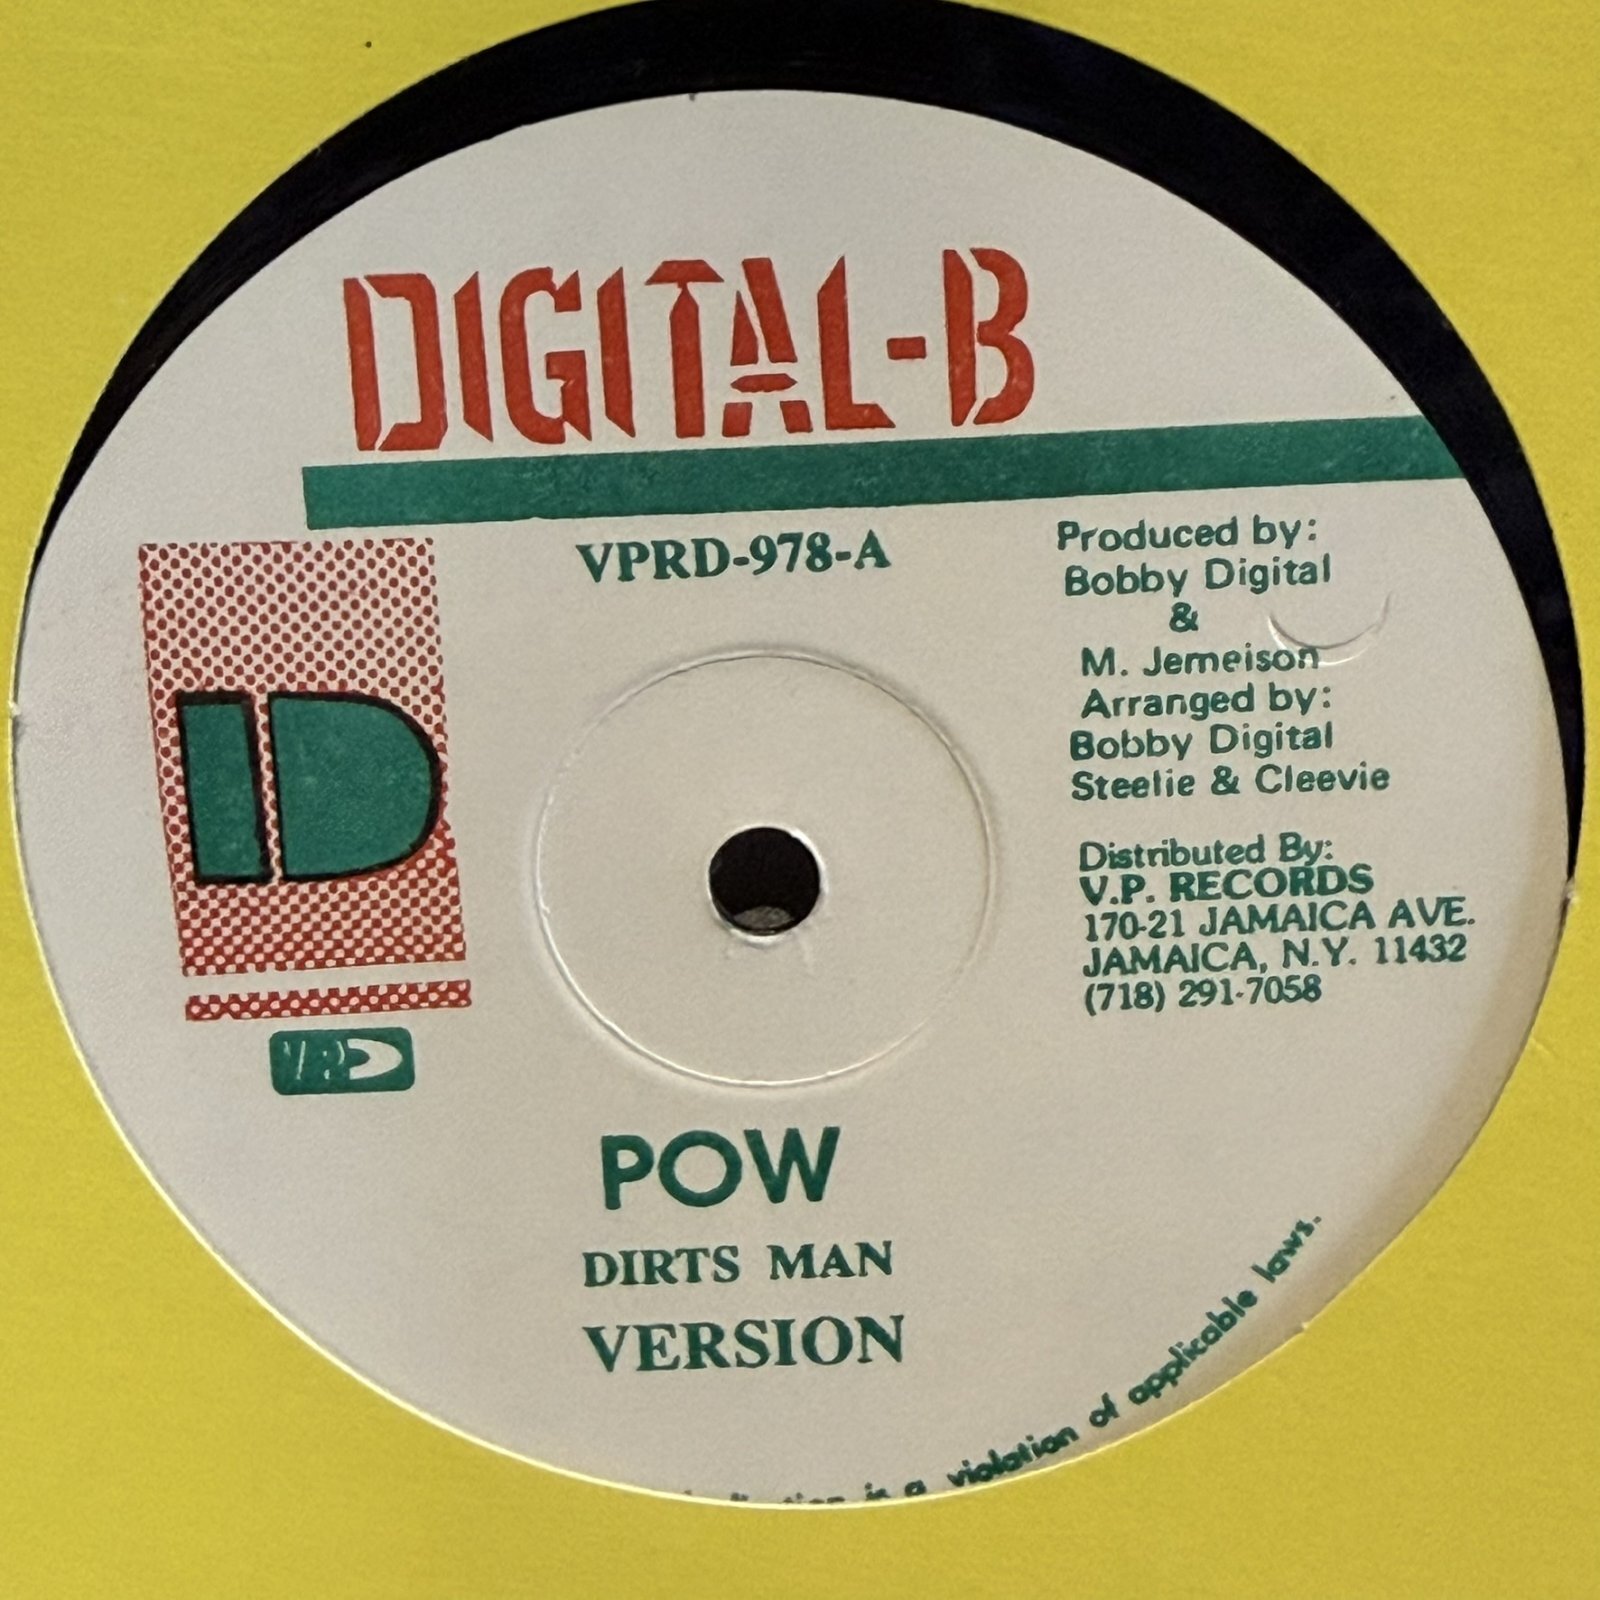 DIGITAL-B
VPRD-978-A
Produced by:
Bobby Digital
&
M. Jemeison
Arranged by:
Bobby Digital
Steelie & Cleevie
Distributed By:
V.P. RECORDS
170-21 JAMAICA AVE.
JAMAICA, N.Y. 11432
(718) 291-7058
D
POW
DIRTS MAN
VERSION
is a violation of applicable laws.